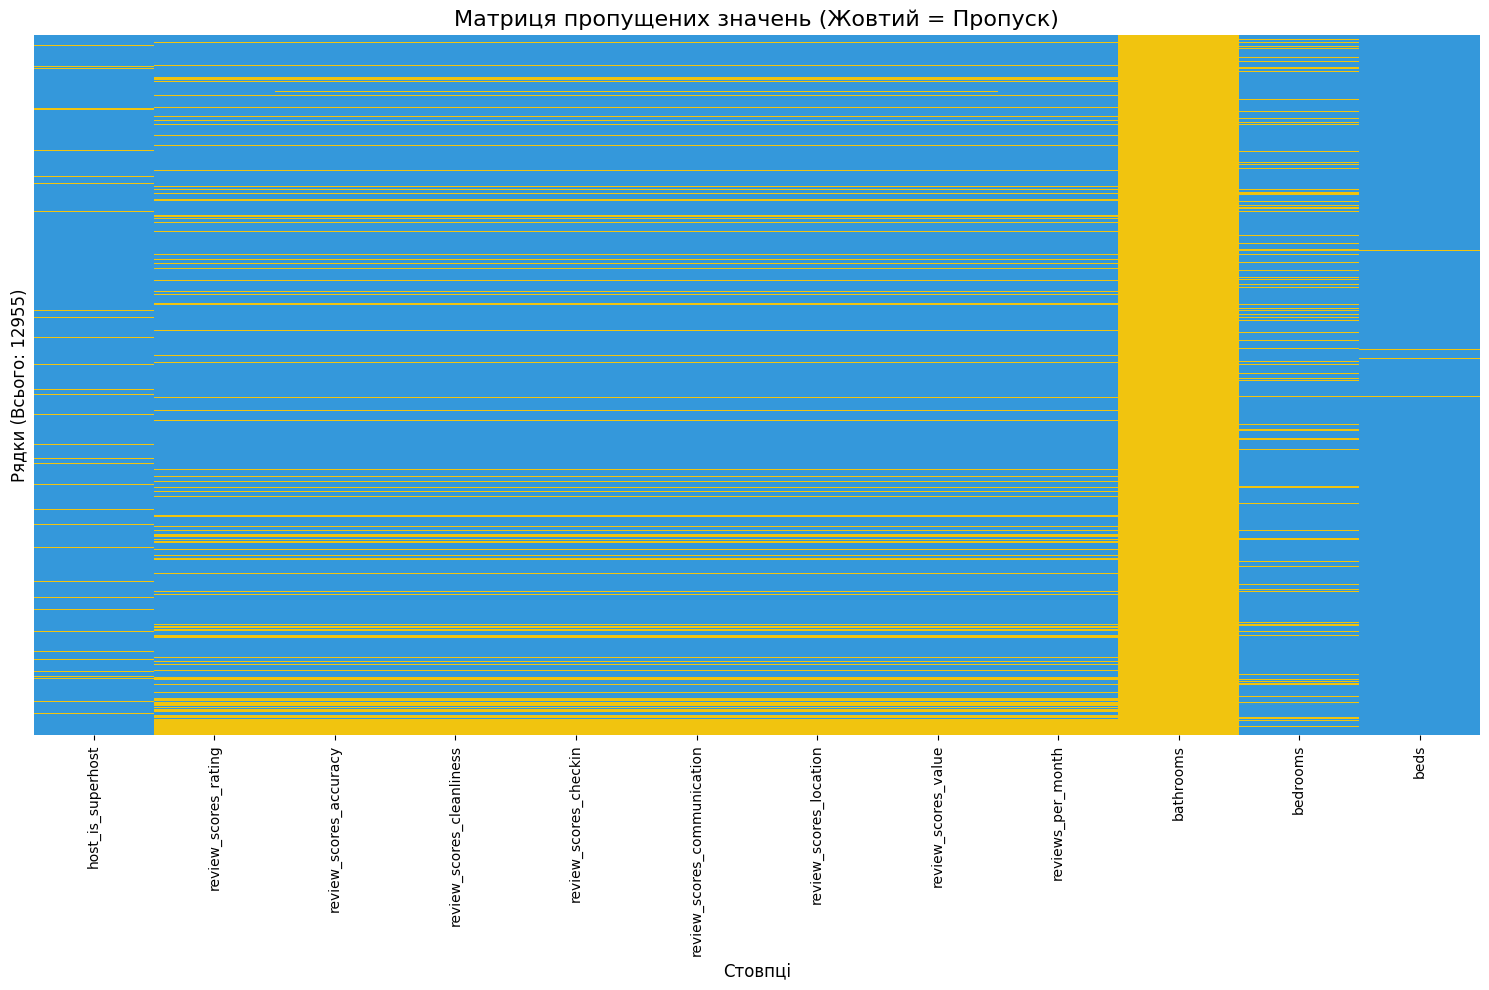 Матриця пропущених значень (Жовтий = Пропуск)
Рядки (Всього: 12955)
host_is_superhost
review_scores_rating
review_scores_accuracy
review_scores_cleanliness
review_scores_checkin
review_scores_communication
review_scores_location
review_scores_value
reviews_per_month
bathrooms
bedrooms
beds
Стовпці